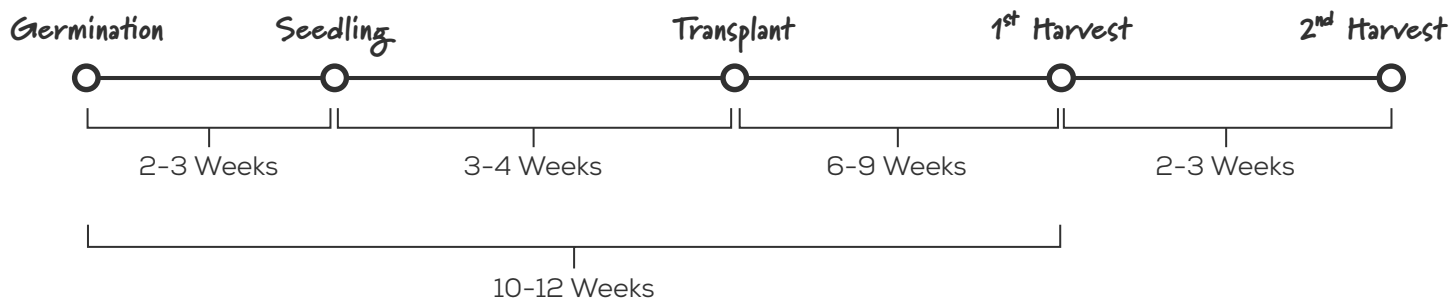 Germination Seedling Transplant 1st Harvest 2nd Harvest
2-3 Weeks 3-4 Weeks 6-9 Weeks 2-3 Weeks
10-12 Weeks